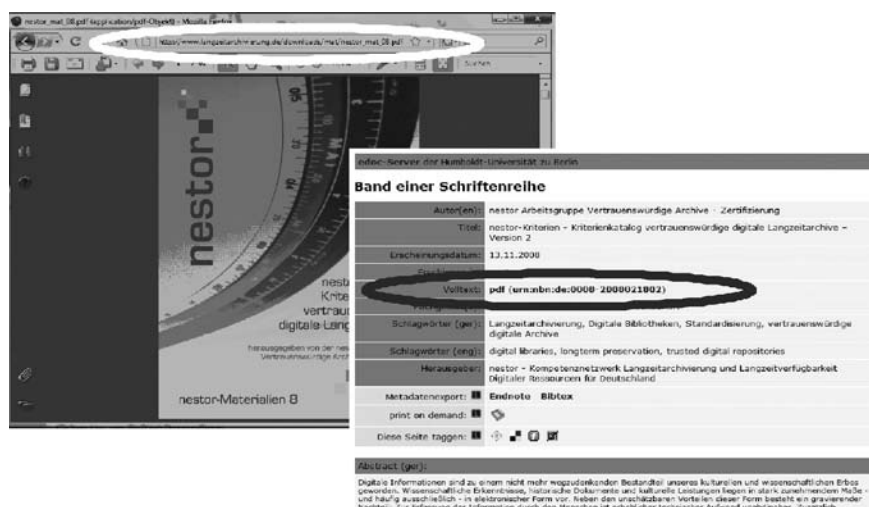 nestor_mat_08.pdf (application/pdf-Objekt) - Mozilla Firefox
http://www.langzeitarchivierung.de/downloads/mat/nestor_mat_08.pdf
nestor
nestor-Materialien 8
edoc-Server der Humboldt-Universität zu Berlin
Band einer Schriftenreihe
Autor(en): nestor Arbeitsgruppe Vertrauenswürdige Archive - Zertifizierung
Titel: nestor-Kriterien - Kriterienkatalog vertrauenswürdige digitale Langzeitarchive – Version 2
Erscheinungsdatum: 13.11.2008
Volltext: pdf (urn:nbn:de:0008-2008021802)
Schlagwörter (ger): Langzeitarchivierung, Digitale Bibliotheken, Standardisierung, vertrauenswürdige
digitale Archive
Schlagwörter (eng): digital libraries, longterm preservation, trusted digital repositories
Herausgeber: nestor - Kompetenznetzwerk Langzeitarchivierung und Langzeitverfügbarkeit
Digitaler Ressourcen für Deutschland
Metadatenexport: Endnote Bibtex
print on demand:
Diese Seite taggen:
Abstract (ger):
Digitale Informationen sind zu einem nicht mehr wegzudenkenden Bestandteil unseres kulturellen und wissenschaftlichen Erbes
geworden. Wissenschaftliche Erkenntnisse, historische Dokumente und kulturelle Leistungen liegen in stark zunehmendem Maße -
und häufig ausschließlich - in elektronischer Form vor. Neben den unschätzbaren Vorteilen dieser Form besteht ein gravierender